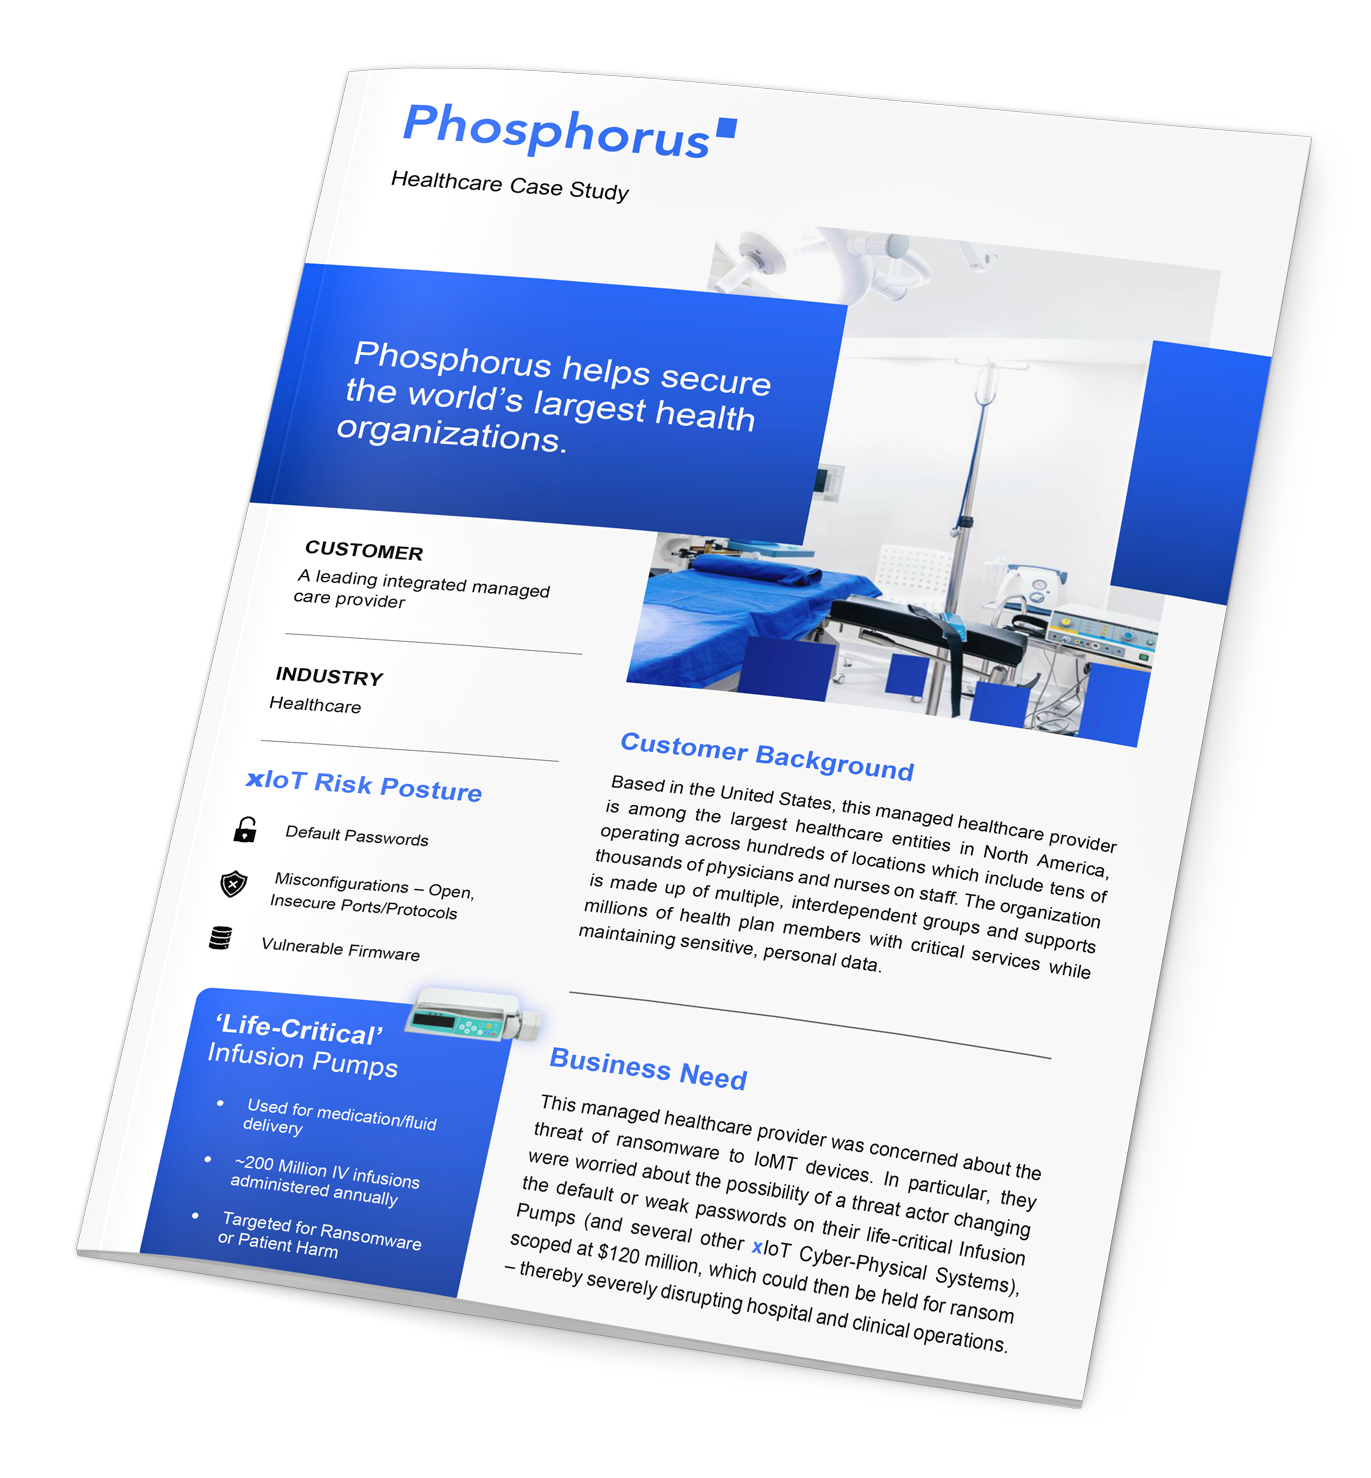 Phosphorus
Healthcare Case Study
Phosphorus helps secure
the world's largest health
organizations.
CUSTOMER
A leading integrated managed
care provider
INDUSTRY
Healthcare
xIoT Risk Posture
Default Passwords
Misconfigurations – Open,
Insecure Ports/Protocols
Vulnerable Firmware
'Life-Critical'
Infusion Pumps
• Used for medication/fluid
delivery
• ~200 Million IV infusions
administered annually
• Targeted for Ransomware
or Patient Harm
Customer Background
Based in the United States, this managed healthcare provider
is among the largest healthcare entities in North America,
operating across hundreds of locations which include tens of
thousands of physicians and nurses on staff. The organization
is made up of multiple, interdependent groups and supports
millions of health plan members with critical services while
maintaining sensitive, personal data.
Business Need
This managed healthcare provider was concerned about the
threat of ransomware to IoMT devices. In particular, they
were worried about the possibility of a threat actor changing
the default or weak passwords on their life-critical Infusion
Pumps (and several other xIoT Cyber-Physical Systems),
scoped at $120 million, which could then be held for ransom
– thereby severely disrupting hospital and clinical operations.